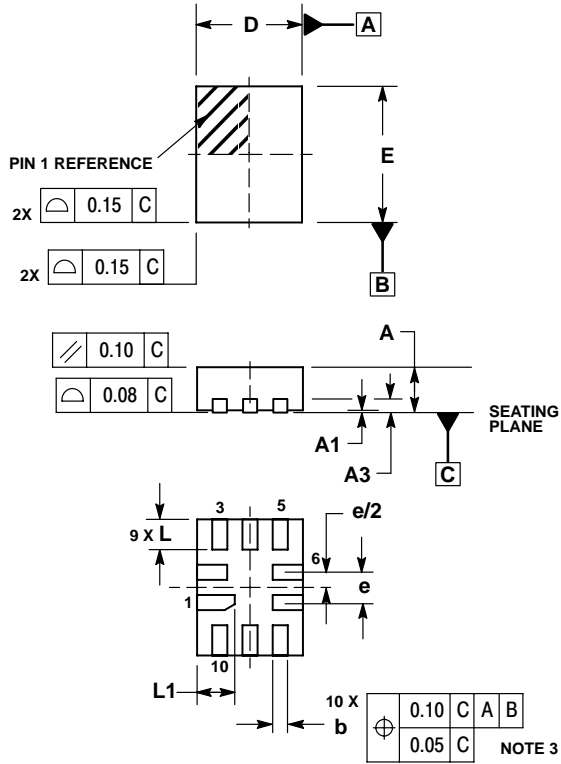 D
A
PIN 1 REFERENCE
E
2X ⌓ 0.15 C
2X ⌓ 0.15 C
B
⫽ 0.10 C
A
⌓ 0.08 C
SEATING
PLANE
A1
A3
C
3 5
e/2
9 X L
6
e
1
10
L1
b
10 X ⌖ 0.10 C A B
0.05 C NOTE 3